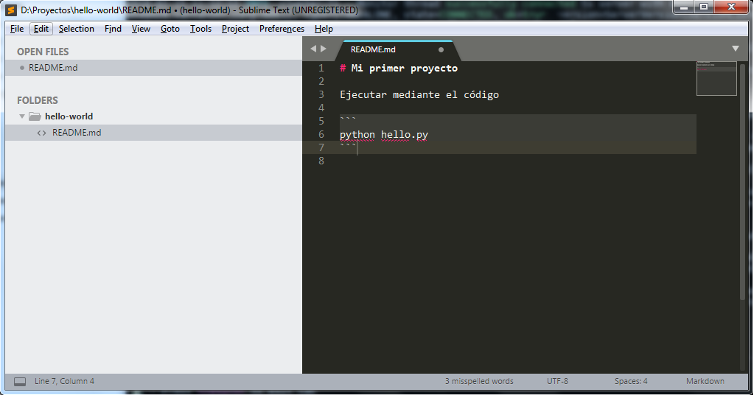 D:\Proyectos\hello-world\README.md • (hello-world) - Sublime Text (UNREGISTERED)
File Edit Selection Find View Goto Tools Project Preferences Help
OPEN FILES
README.md
FOLDERS
hello-world
README.md
README.md
1 # Mi primer proyecto
2
3 Ejecutar mediante el código
4
5 ```
6 python hello.py
7 ```
8
Line 7, Column 4 3 misspelled words UTF-8 Spaces: 4 Markdown